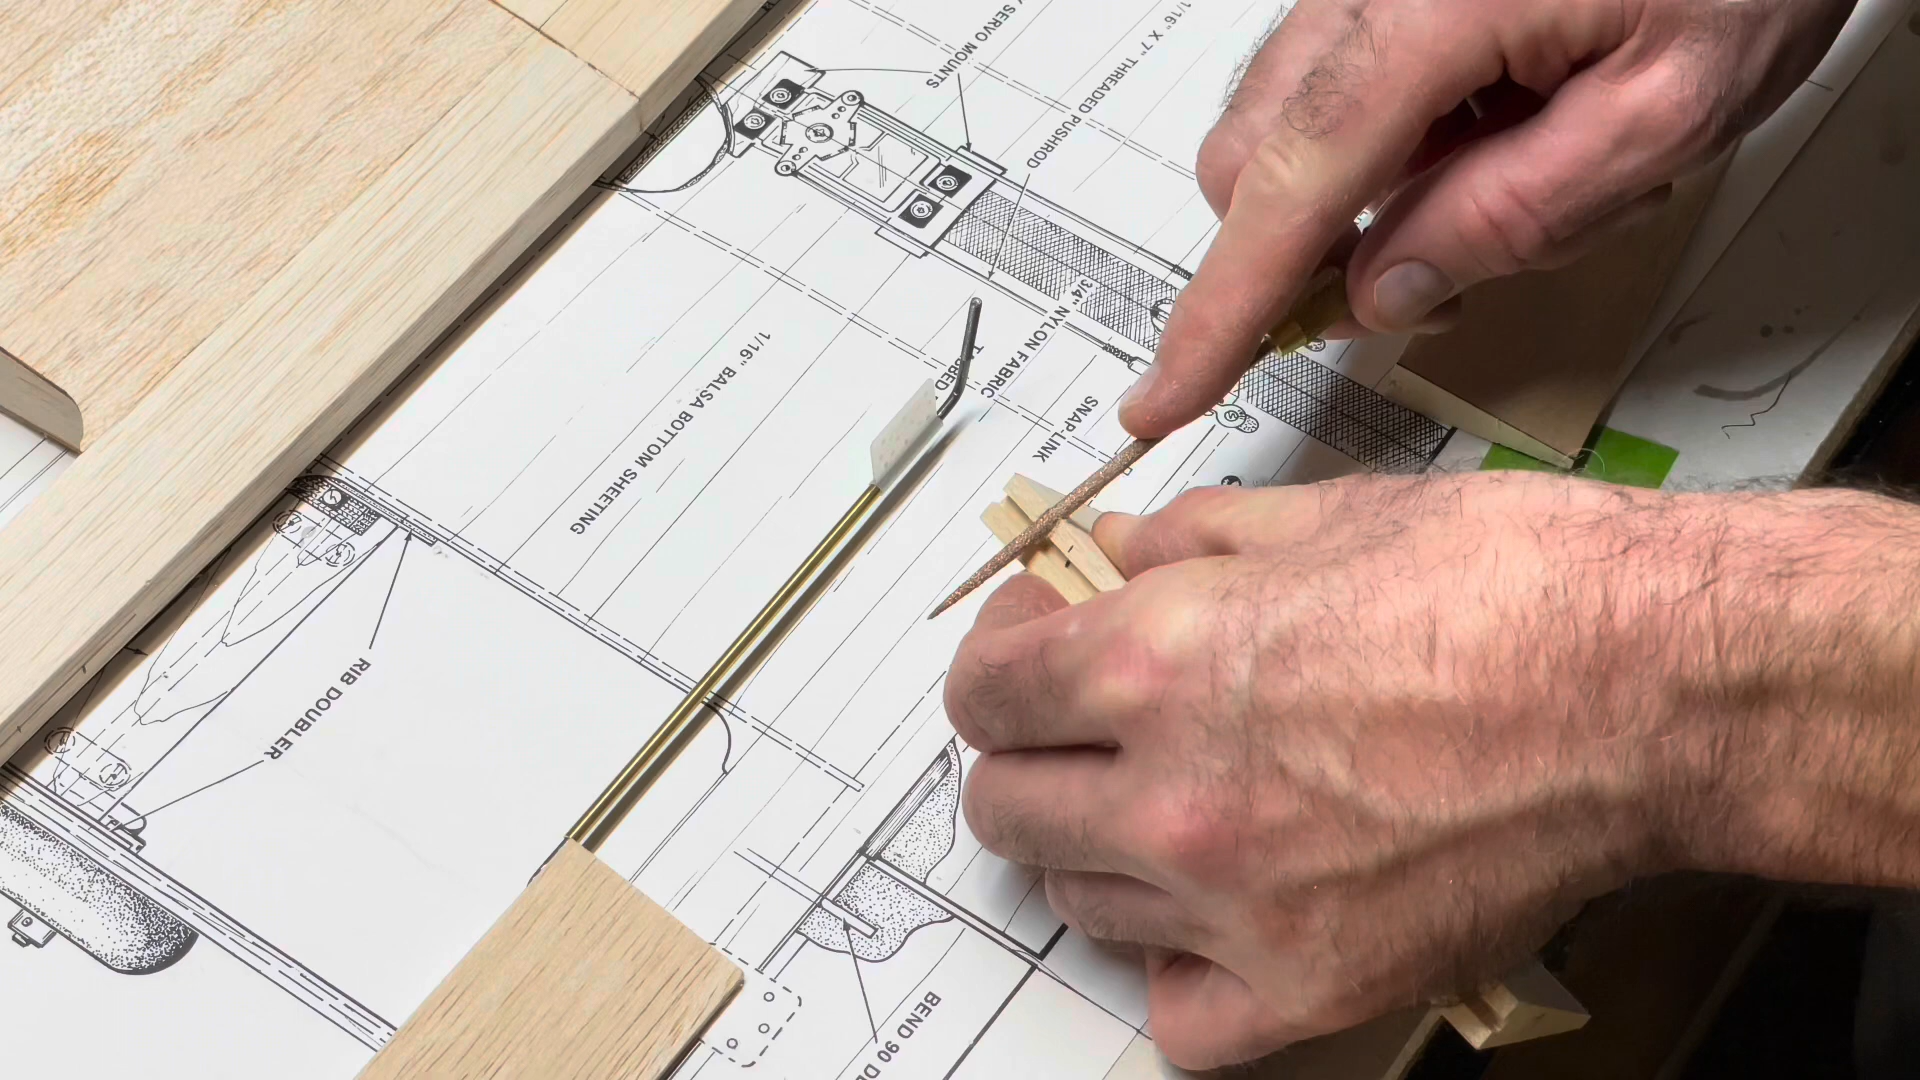 SERVO MOUNTS
1/16" X 7" THREADED PUSHROD
3/4" NYLON FABRIC
SNAP-LINK
1/16" BALSA BOTTOM SHEETING
RIB DOUBLER
BEND 90